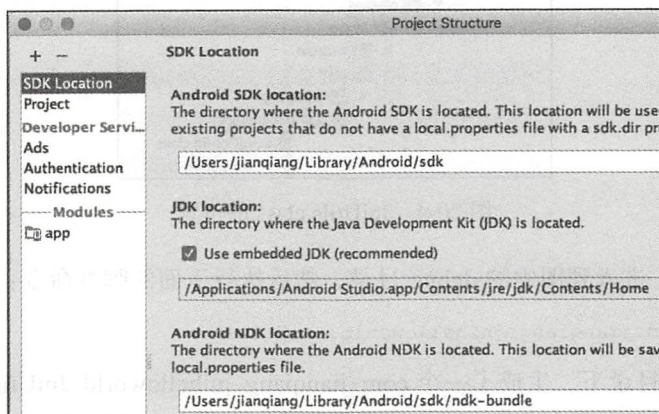 Project Structure
+ −
SDK Location
Project
Developer Servi...
Ads
Authentication
Notifications
Modules
app
SDK Location
Android SDK location:
The directory where the Android SDK is located. This location will be use
existing projects that do not have a local.properties file with a sdk.dir pr
/Users/jianqiang/Library/Android/sdk
JDK location:
The directory where the Java Development Kit (JDK) is located.
Use embedded JDK (recommended)
/Applications/Android Studio.app/Contents/jre/jdk/Contents/Home
Android NDK location:
The directory where the Android NDK is located. This location will be sav
local.properties file.
/Users/jianqiang/Library/Android/sdk/ndk-bundle